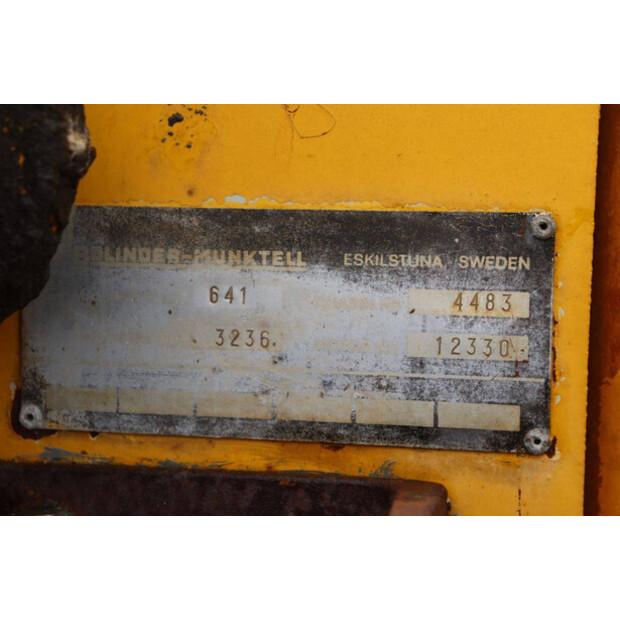 BOLINDER-MUNKTELL ESKILSTUNA SWEDEN
641 4483
3236 12330